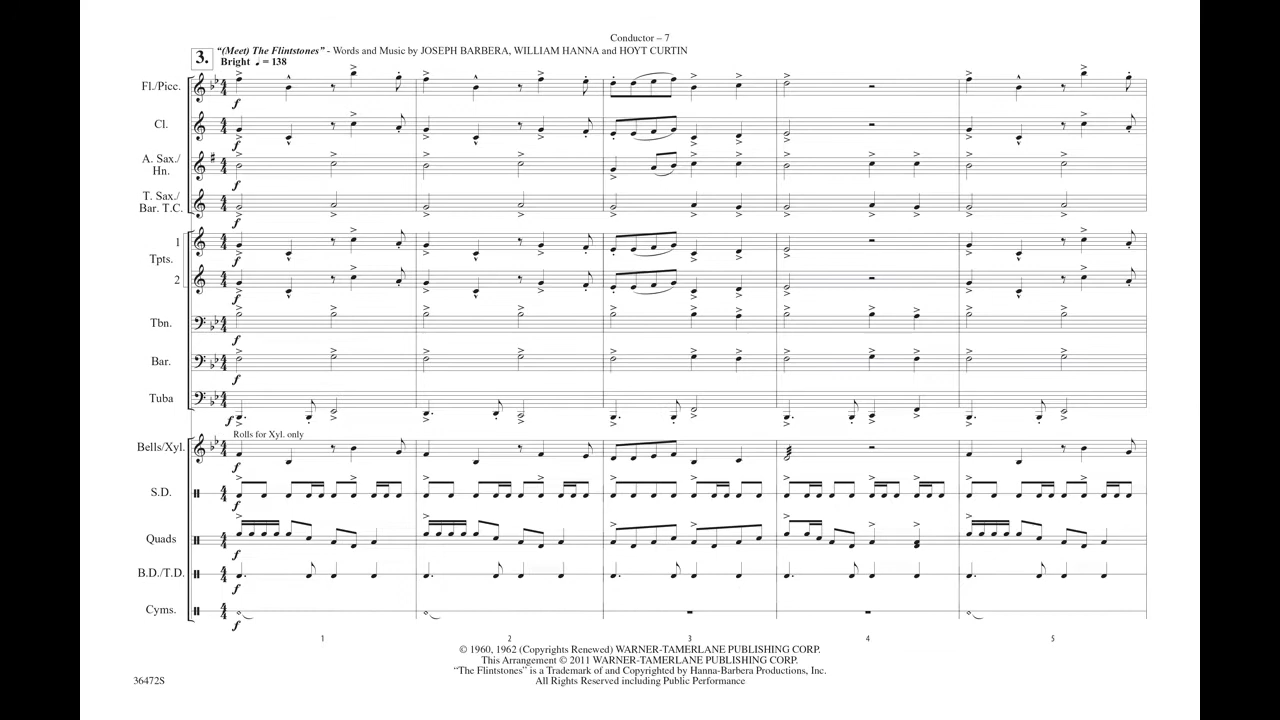 Conductor – 7
3.
"(Meet) The Flintstones" - Words and Music by JOSEPH BARBERA, WILLIAM HANNA and HOYT CURTIN
Bright ♩ = 138
Fl./Picc.
f
Cl.
f
A. Sax./
Hn.
f
T. Sax./
Bar. T.C.
f
1
f
Tpts.
2
f
Tbn.
f
Bar.
f
Tuba
f
Rolls for Xyl. only
Bells/Xyl.
f
S.D.
f
Quads
f
B.D./T.D.
f
Cyms.
f
1 2 3 4 5
© 1960, 1962 (Copyrights Renewed) WARNER-TAMERLANE PUBLISHING CORP.
This Arrangement © 2011 WARNER-TAMERLANE PUBLISHING CORP.
"The Flintstones" is a Trademark of and Copyrighted by Hanna-Barbera Productions, Inc.
36472S All Rights Reserved including Public Performance